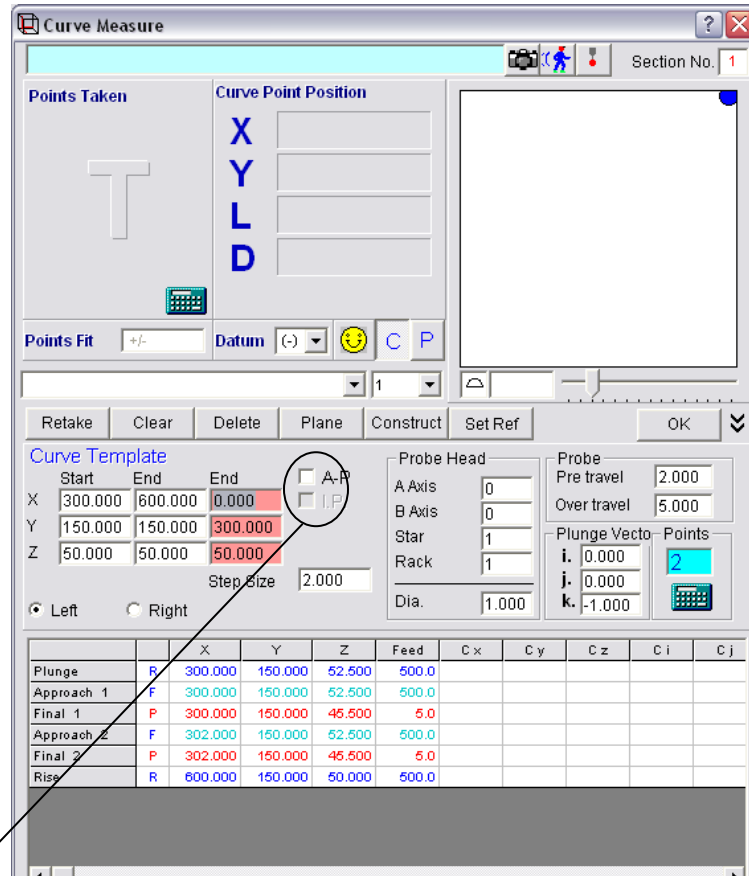 Curve Measure
Section No. 1
Points Taken
Curve Point Position
T
X
Y
L
D
Points Fit +/- Datum (-) C P
1
Retake Clear Delete Plane Construct Set Ref OK
Curve Template
Start End End
X 300.000 600.000 0.000
Y 150.000 150.000 300.000
Z 50.000 50.000 50.000
A-P
I.P
Step Size 2.000
Left Right
Probe Head
A Axis 0
B Axis 0
Star 1
Rack 1
Dia. 1.000
Probe
Pre travel 2.000
Over travel 5.000
Plunge Vecto
i. 0.000
j. 0.000
k. -1.000
Points
2
X Y Z Feed Cx Cy Cz Ci Cj
Plunge R 300.000 150.000 52.500 500.0
Approach 1 F 300.000 150.000 52.500 500.0
Final 1 P 300.000 150.000 45.500 5.0
Approach 2 F 302.000 150.000 52.500 500.0
Final 2 P 302.000 150.000 45.500 5.0
Rise R 600.000 150.000 50.000 500.0